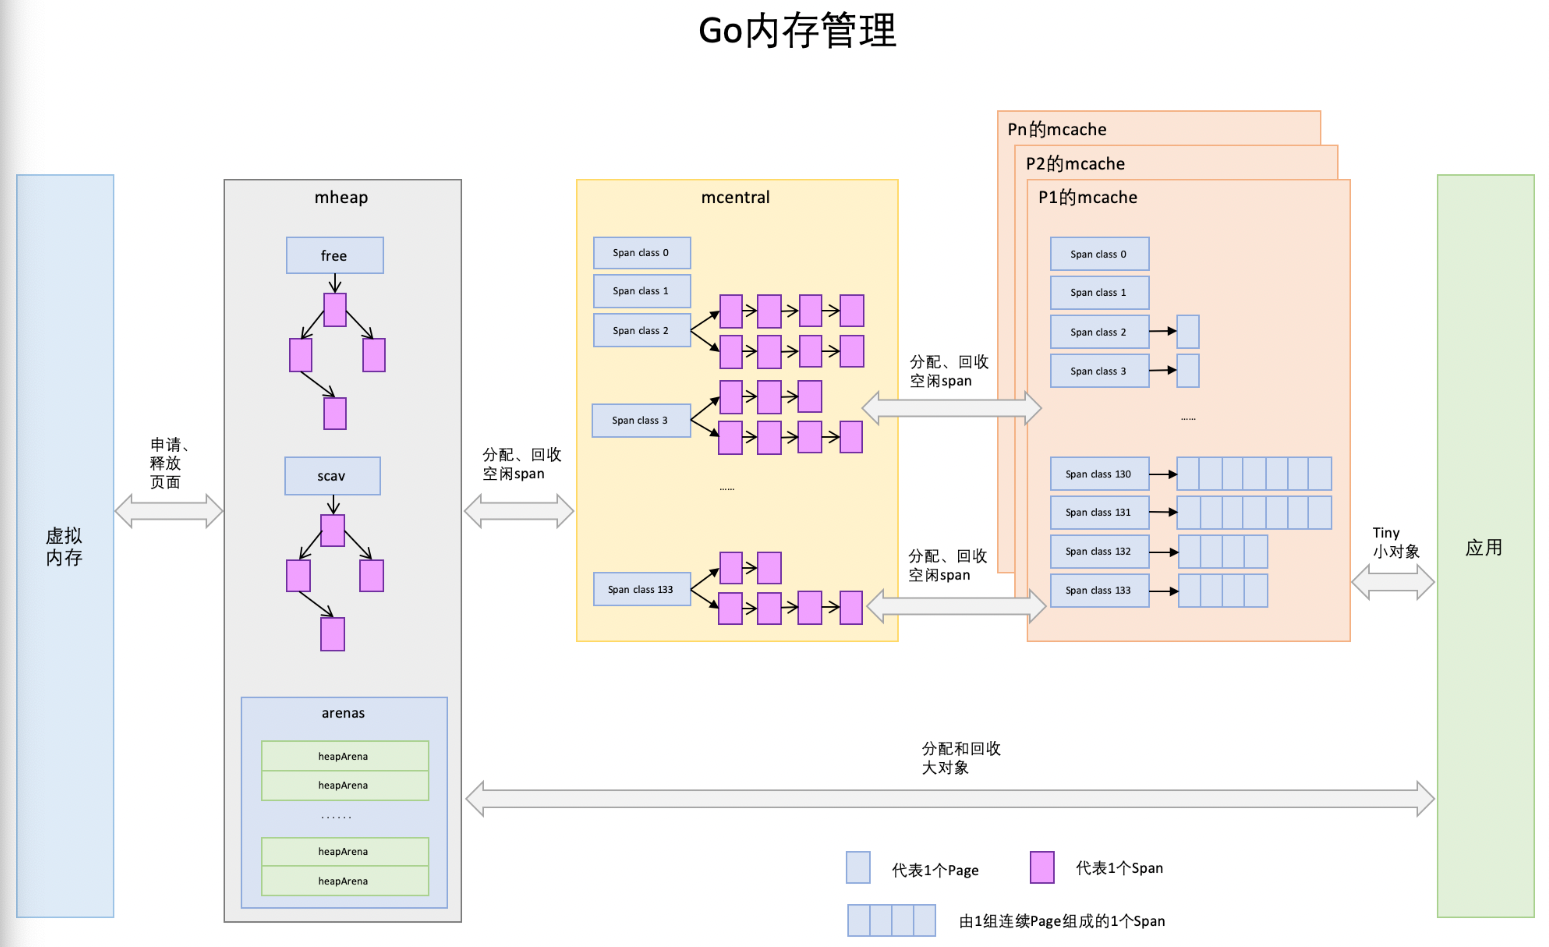 Go内存管理
虚拟
内存
申请、
释放
页面
mheap
free
scav
arenas
heapArena
heapArena
......
heapArena
heapArena
分配、回收
空闲span
mcentral
Span class 0
Span class 1
Span class 2
Span class 3
......
Span class 133
分配、回收
空闲span
分配、回收
空闲span
Pn的mcache
P2的mcache
P1的mcache
Span class 0
Span class 1
Span class 2
Span class 3
......
Span class 130
Span class 131
Span class 132
Span class 133
Tiny
小对象
应用
分配和回收
大对象
代表1个Page
代表1个Span
由1组连续Page组成的1个Span